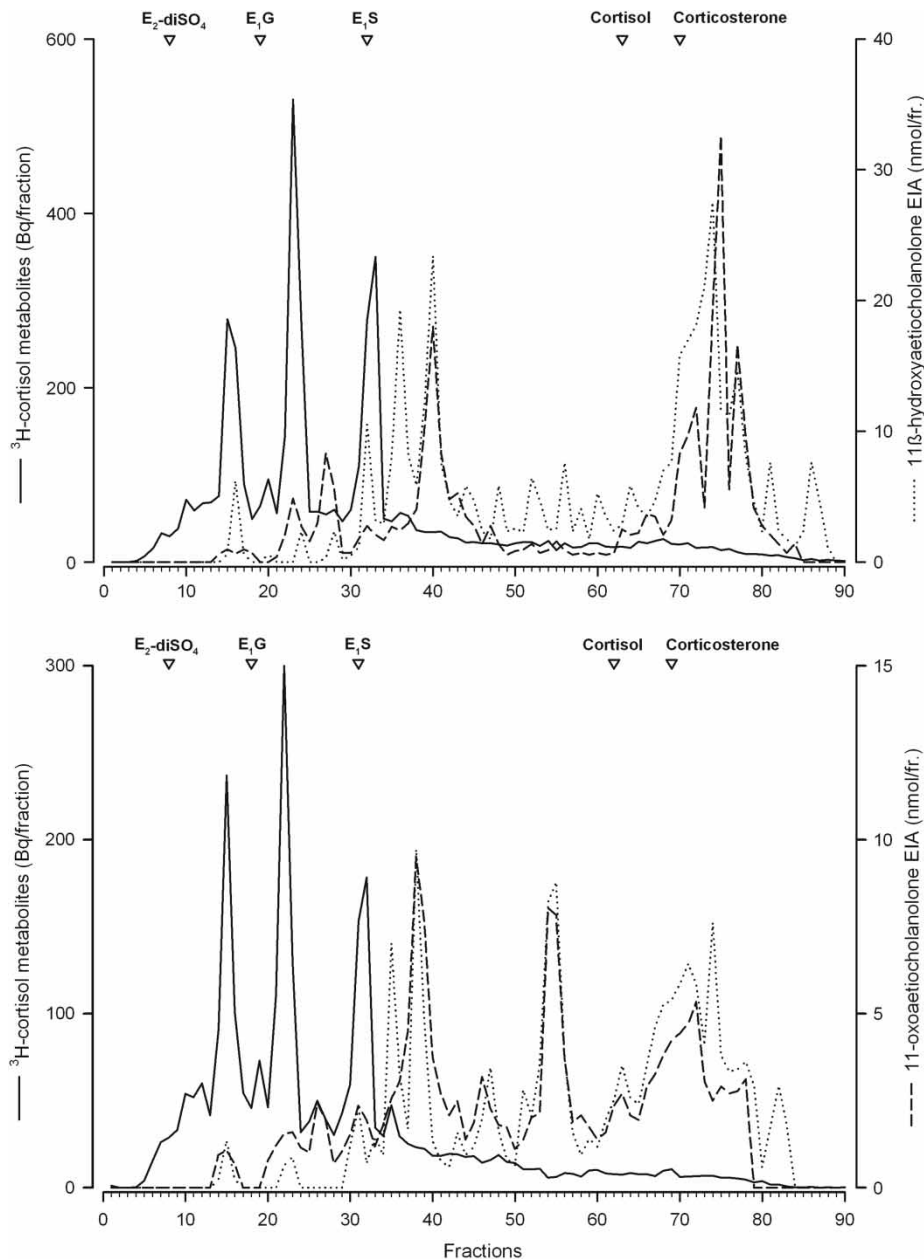 E₂-diSO₄ E₁G E₁S Cortisol Corticosterone
600 40
400 30
20
200 10
0 0
0 10 20 30 40 50 60 70 80 90
³H-cortisol metabolites (Bq/fraction)
11ß-hydroxyaetiocholanolone EIA (nmol/fr.)
E₂-diSO₄ E₁G E₁S Cortisol Corticosterone
300 15
200 10
100 5
0 0
0 10 20 30 40 50 60 70 80 90
³H-cortisol metabolites (Bq/fraction)
11-oxoaetiocholanolone EIA (nmol/fr.)
Fractions